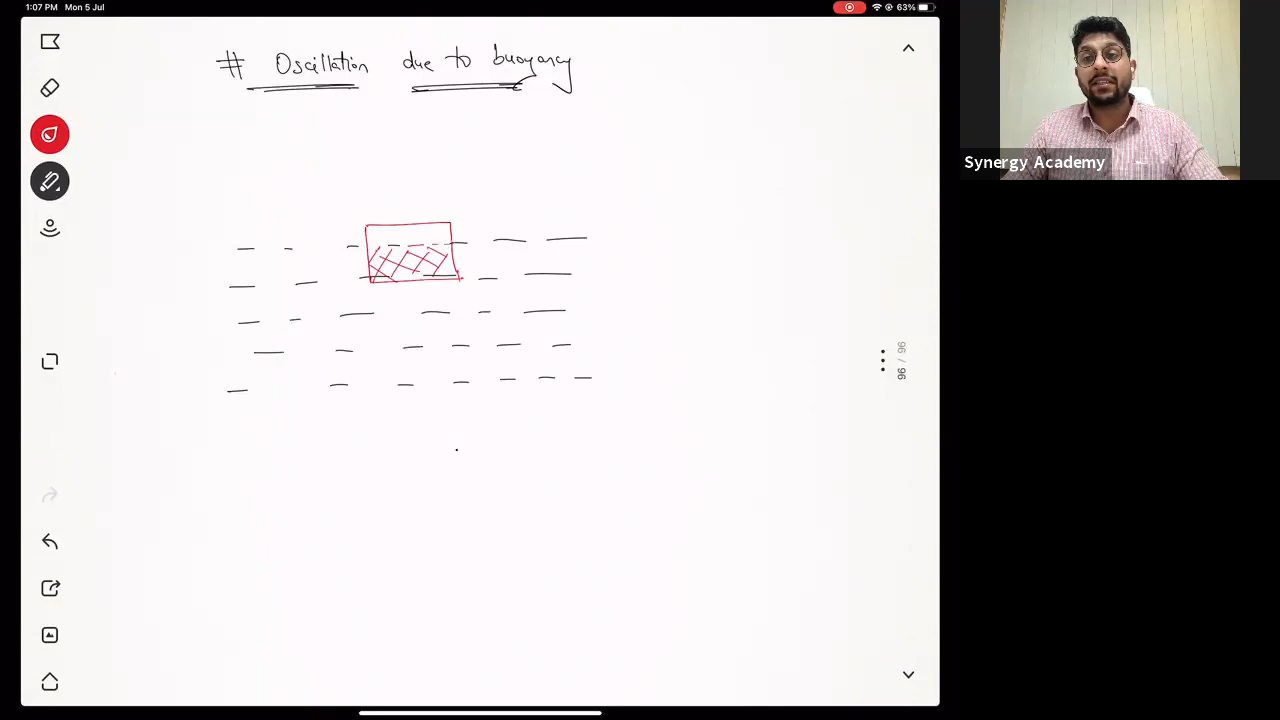 1:07 PM Mon 5 Jul
63%
# Oscillation due to buoyancy
Synergy Academy
96 / 96